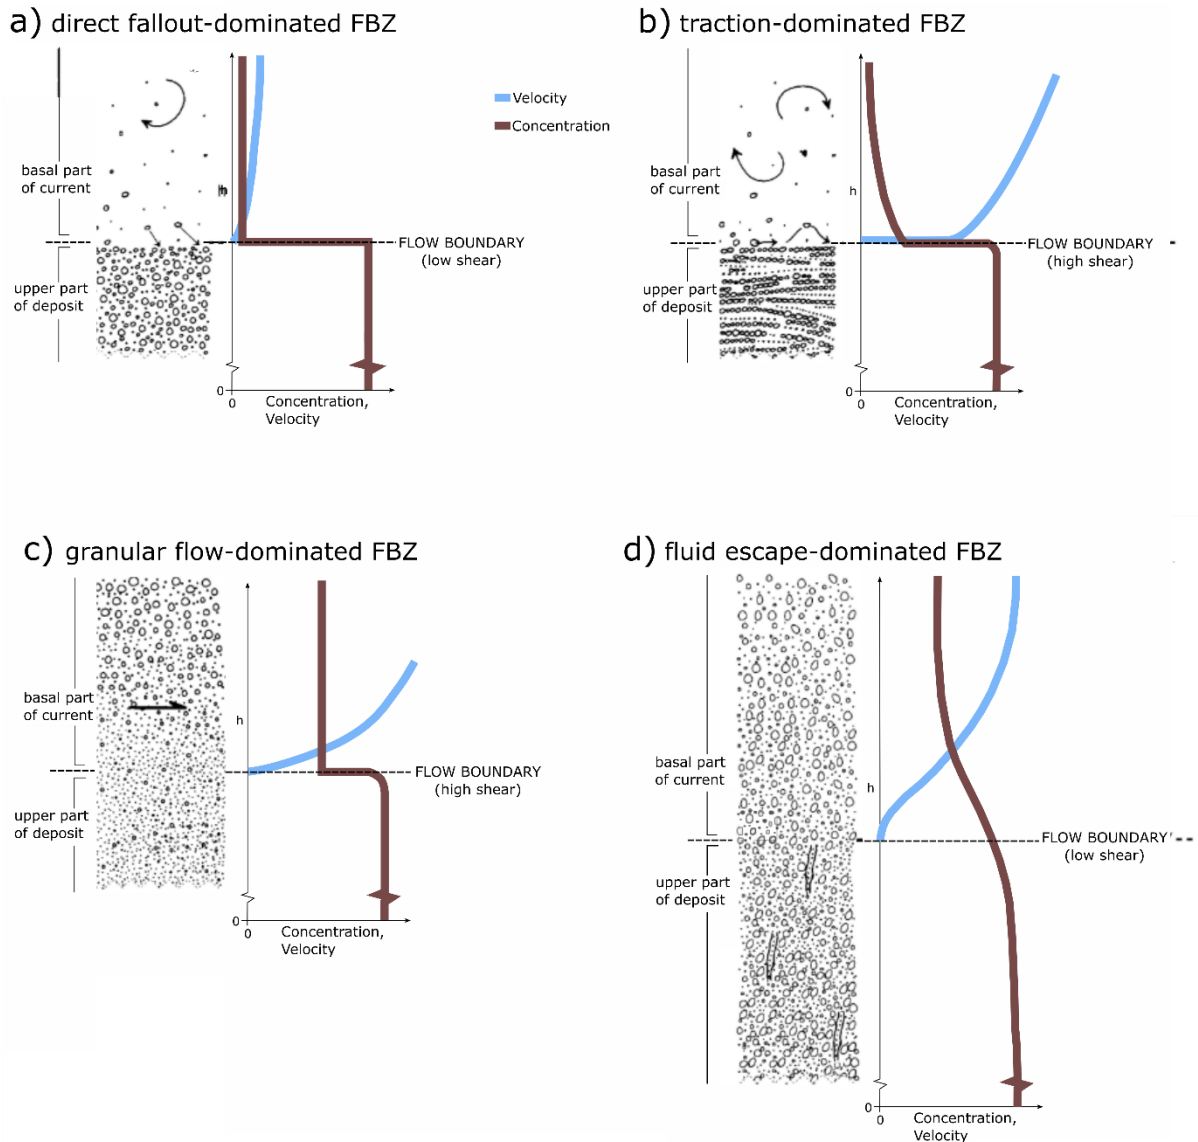 a) direct fallout-dominated FBZ
Velocity
Concentration
basal part
of current
h
FLOW BOUNDARY
(low shear)
upper part
of deposit
0
0
Concentration,
Velocity
b) traction-dominated FBZ
basal part
of current
h
FLOW BOUNDARY
(high shear)
upper part
of deposit
0
0
Concentration,
Velocity
c) granular flow-dominated FBZ
basal part
of current
h
FLOW BOUNDARY
(high shear)
upper part
of deposit
0
0
Concentration,
Velocity
d) fluid escape-dominated FBZ
basal part
of current
h
FLOW BOUNDARY
(low shear)
upper part
of deposit
0
0
Concentration,
Velocity